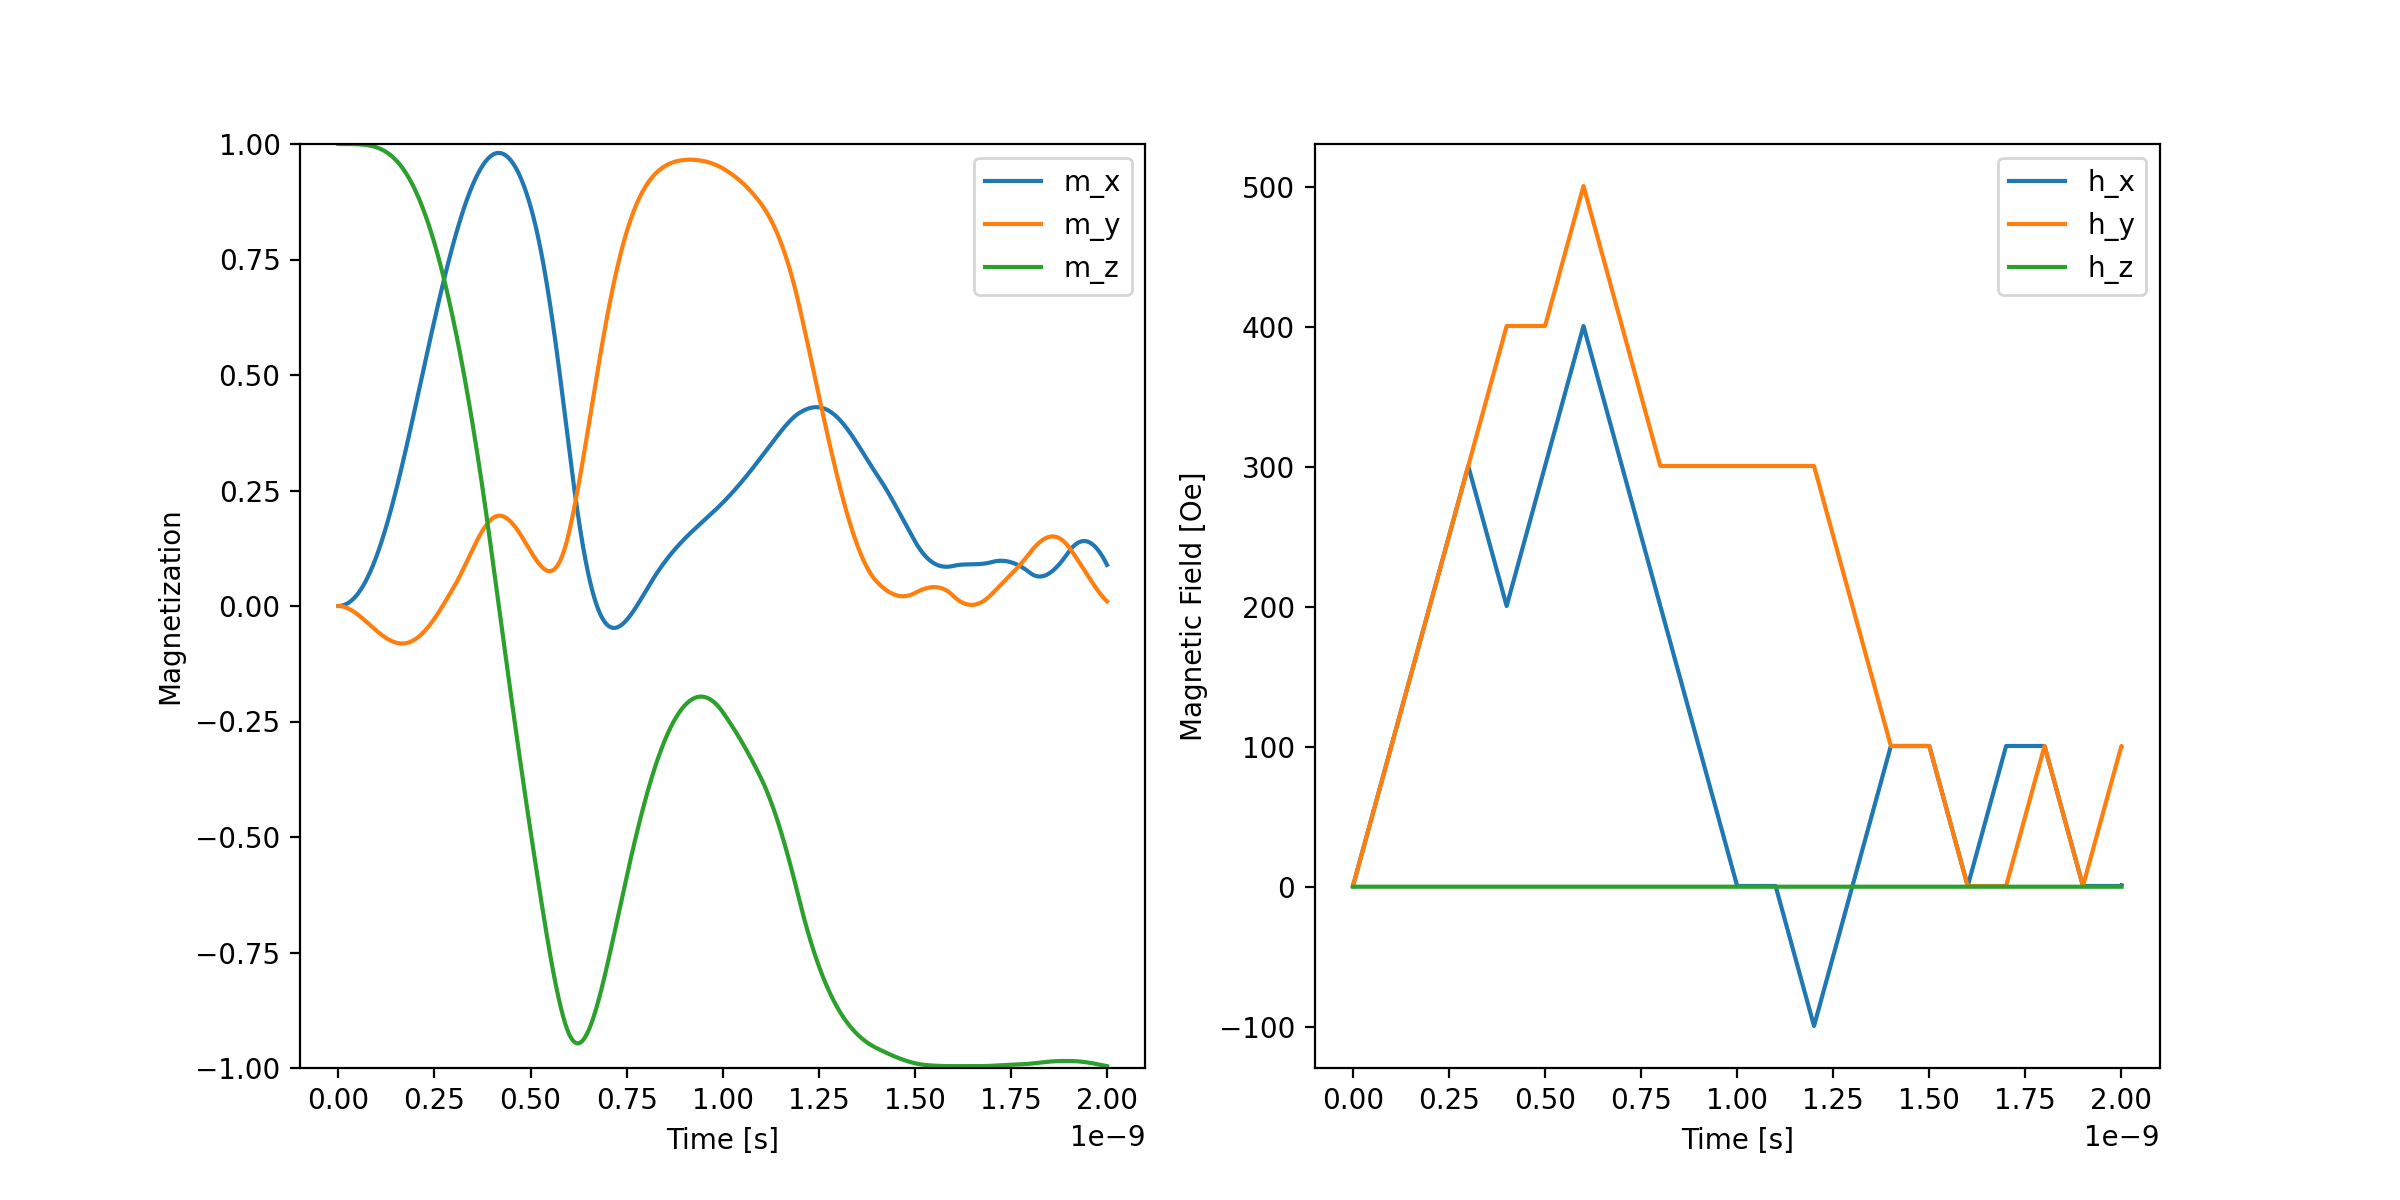 1.00
0.75
0.50
0.25
0.00
−0.25
−0.50
−0.75
−1.00
Magnetization
m_x
m_y
m_z
0.00 0.25 0.50 0.75 1.00 1.25 1.50 1.75 2.00
Time [s]
1e−9
500
400
300
200
100
0
−100
Magnetic Field [Oe]
h_x
h_y
h_z
0.00 0.25 0.50 0.75 1.00 1.25 1.50 1.75 2.00
Time [s]
1e−9